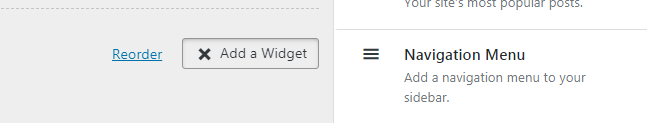 Your site's most popular posts.
Reorder
Add a Widget
Navigation Menu
Add a navigation menu to your
sidebar.